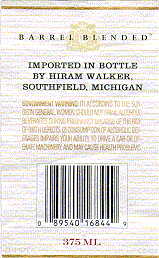 BARREL BLENDED
IMPORTED IN BOTTLE
BY HIRAM WALKER,
SOUTHFIELD, MICHIGAN
GOVERNMENT WARNING: (1) ACCORDING TO THE SUR-
GEON GENERAL, WOMEN SHOULD NOT DRINK ALCOHOLIC
BEVERAGES DURING PREGNANCY BECAUSE OF THE RISK
OF BIRTH DEFECTS. (2) CONSUMPTION OF ALCOHOLIC BEV-
ERAGES IMPAIRS YOUR ABILITY TO DRIVE A CAR OR OP-
ERATE MACHINERY, AND MAY CAUSE HEALTH PROBLEMS.
0 89540 16844 9
375 ML